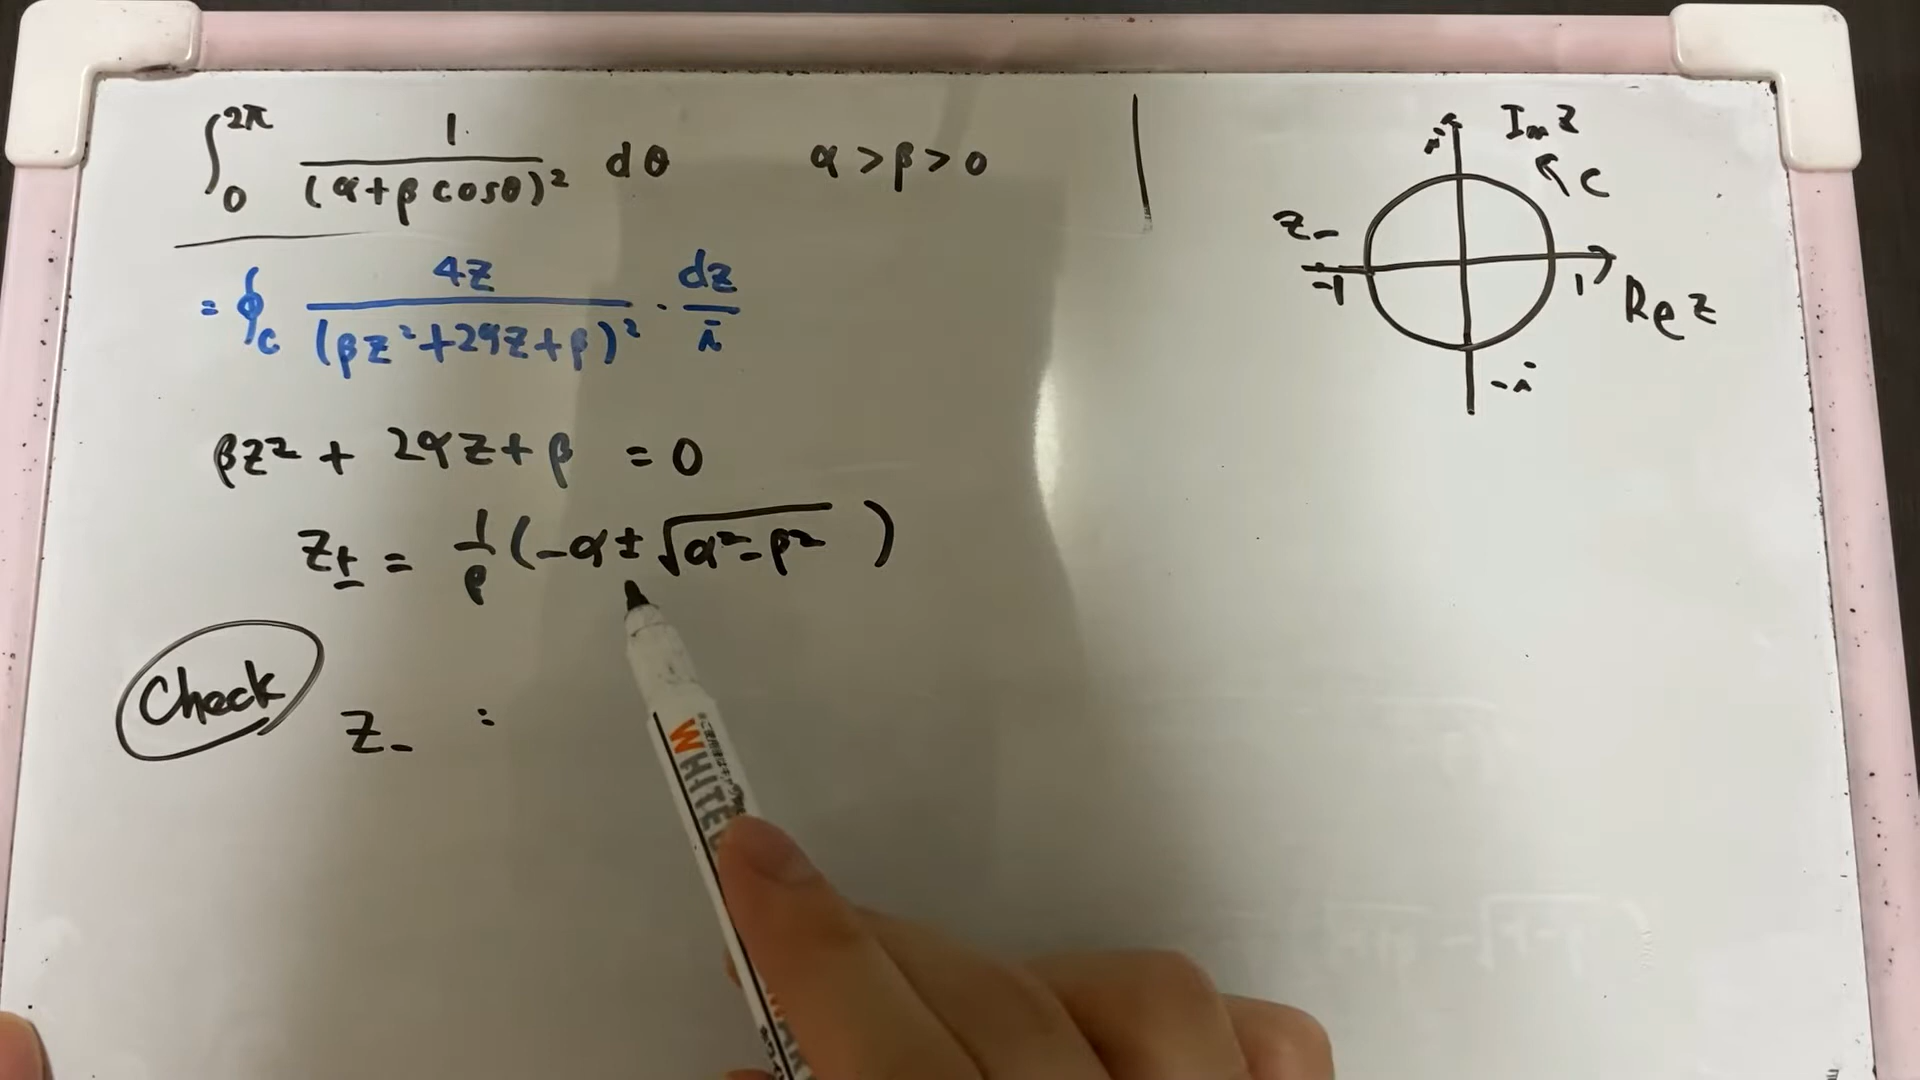 ∫₀^2π 1/(α+β cosθ)² dθ α>β>0
= ∮_C 4z/(βz²+2αz+β)² · dz/i
βz² + 2αz + β = 0
z± = 1/β (-α ± √α²-β²)
Check
z₋ :
Im z
i
C
z₋
-1
1
Re z
-i
WHITE